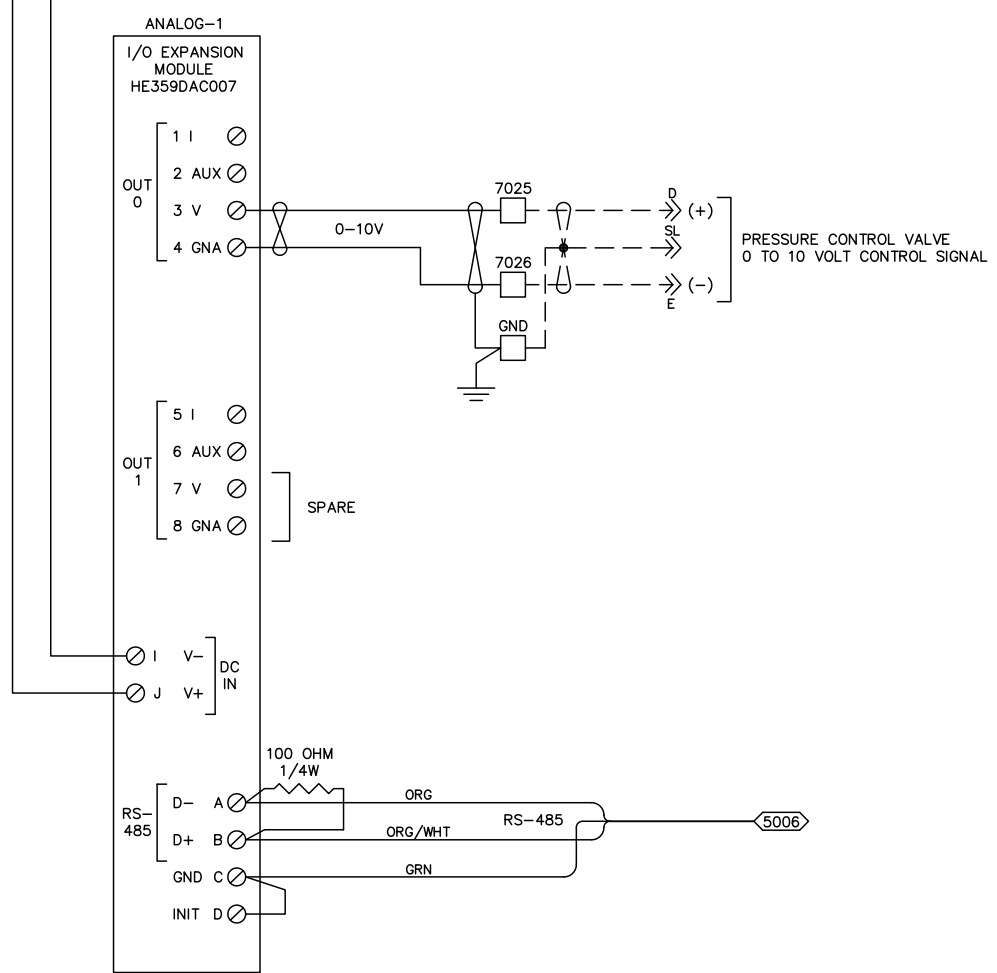 ANALOG-1
I/O EXPANSION
MODULE
HE359DAC007
OUT
0
1 I
2 AUX
3 V
4 GNA
0-10V
7025
7026
GND
D
(+)
SL
(-)
E
PRESSURE CONTROL VALVE
0 TO 10 VOLT CONTROL SIGNAL
OUT
1
5 I
6 AUX
7 V
8 GNA
SPARE
I V-
J V+
DC
IN
100 OHM
1/4W
RS-
485
D- A
D+ B
GND C
INIT D
ORG
ORG/WHT
GRN
RS-485
5006